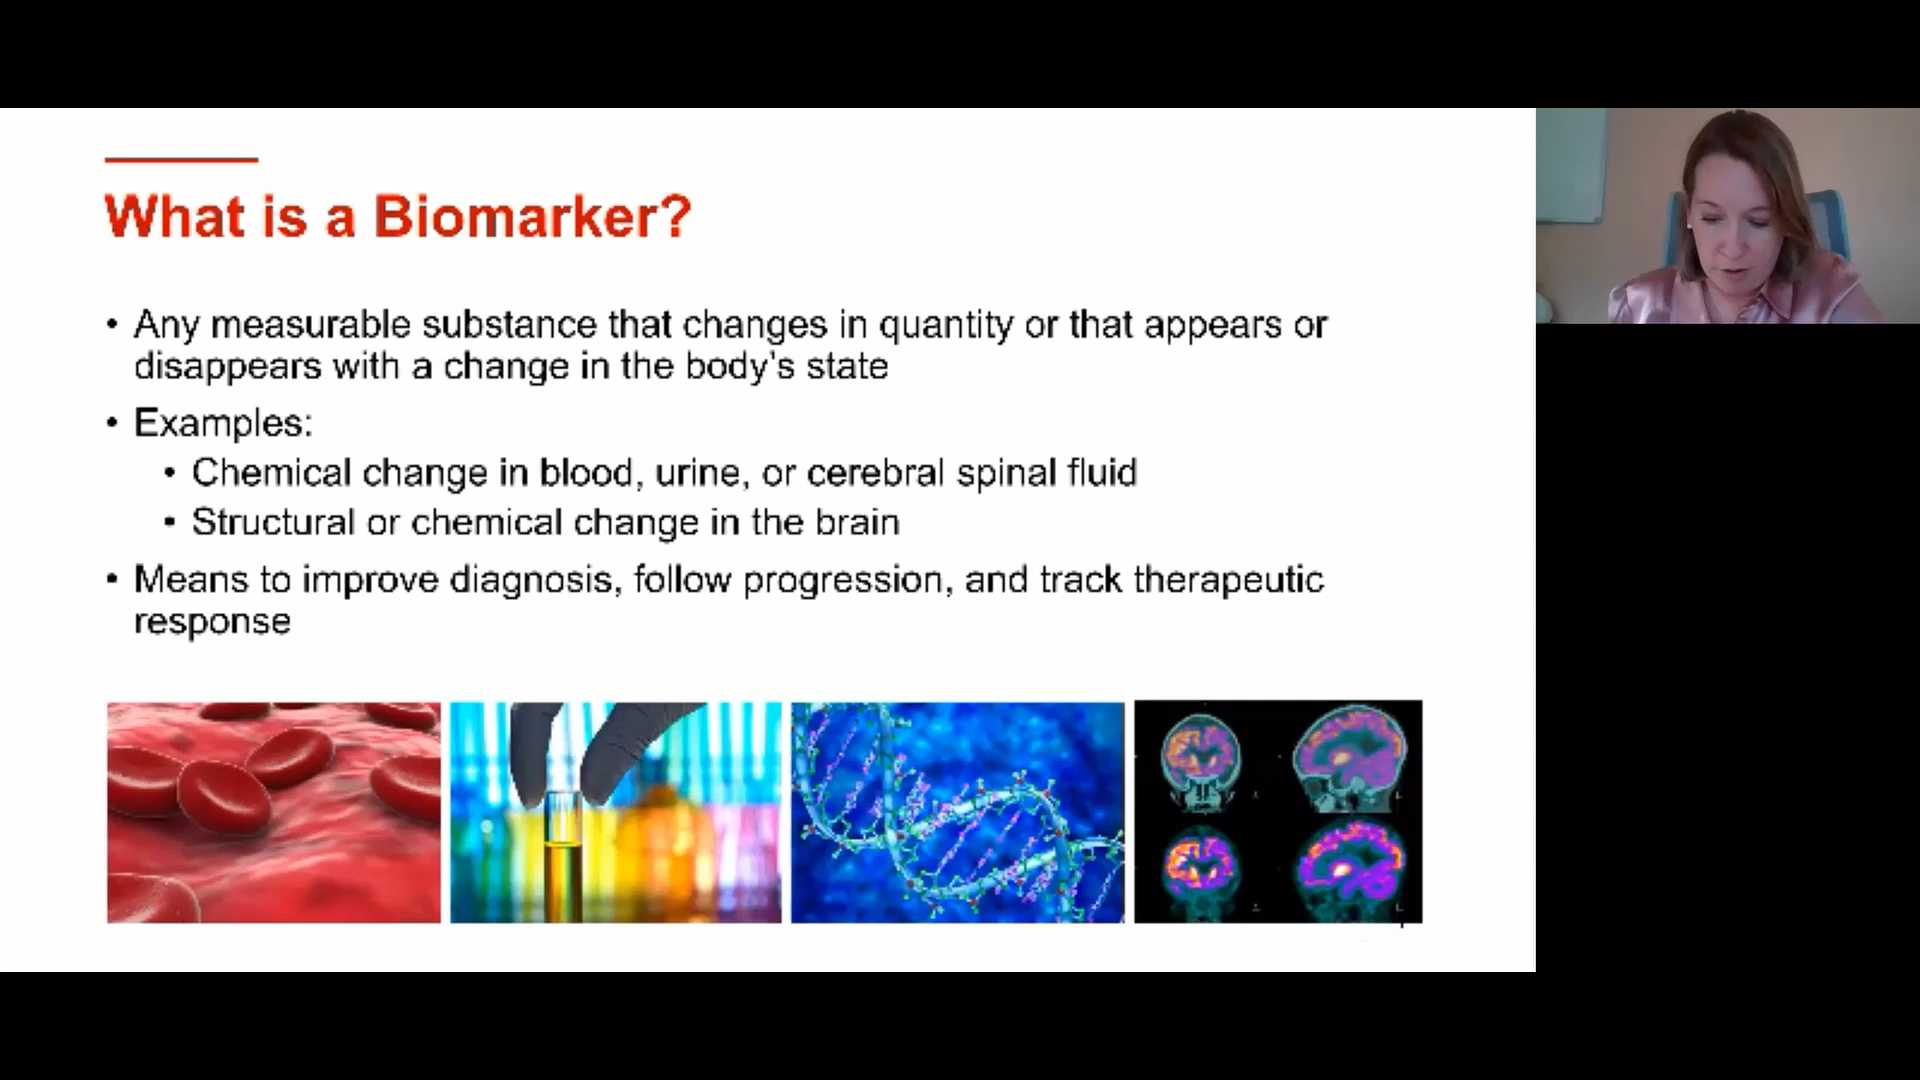 What is a Biomarker?
• Any measurable substance that changes in quantity or that appears or
disappears with a change in the body's state
• Examples:
• Chemical change in blood, urine, or cerebral spinal fluid
• Structural or chemical change in the brain
• Means to improve diagnosis, follow progression, and track therapeutic
response